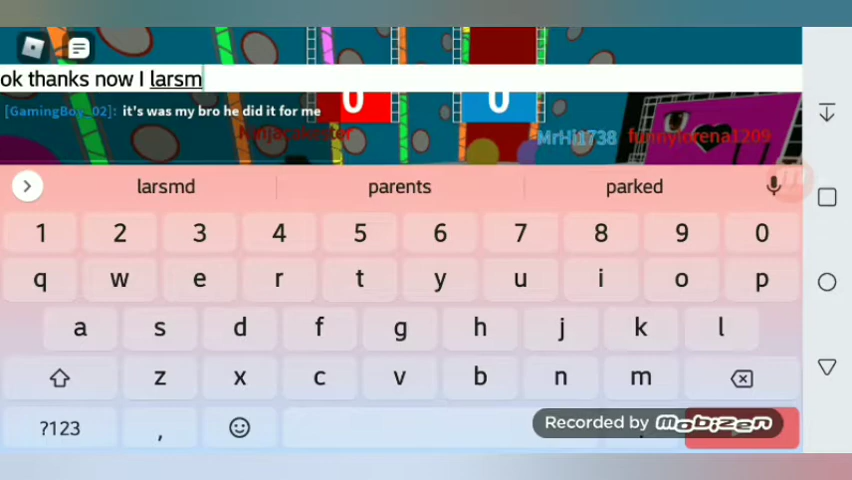 ok thanks now I larsm
0 0
[GamingBoy_02]: it's was my bro he did it for me
MrHi1738 funnylorena1209
larsmd parents parked
1 2 3 4 5 6 7 8 9 0
q w e r t y u i o p
a s d f g h j k l
z x c v b n m
?123 , .
Recorded by mobizen